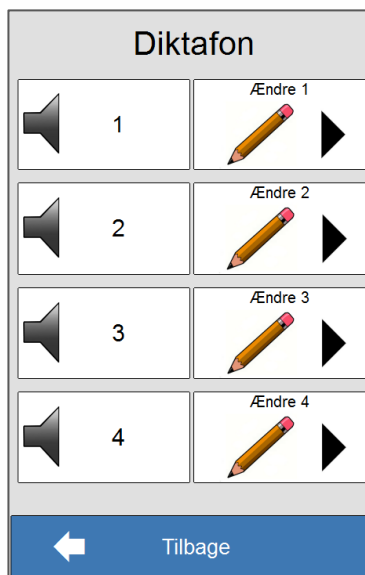 Diktafon
1
Ændre 1
2
Ændre 2
3
Ændre 3
4
Ændre 4
Tilbage